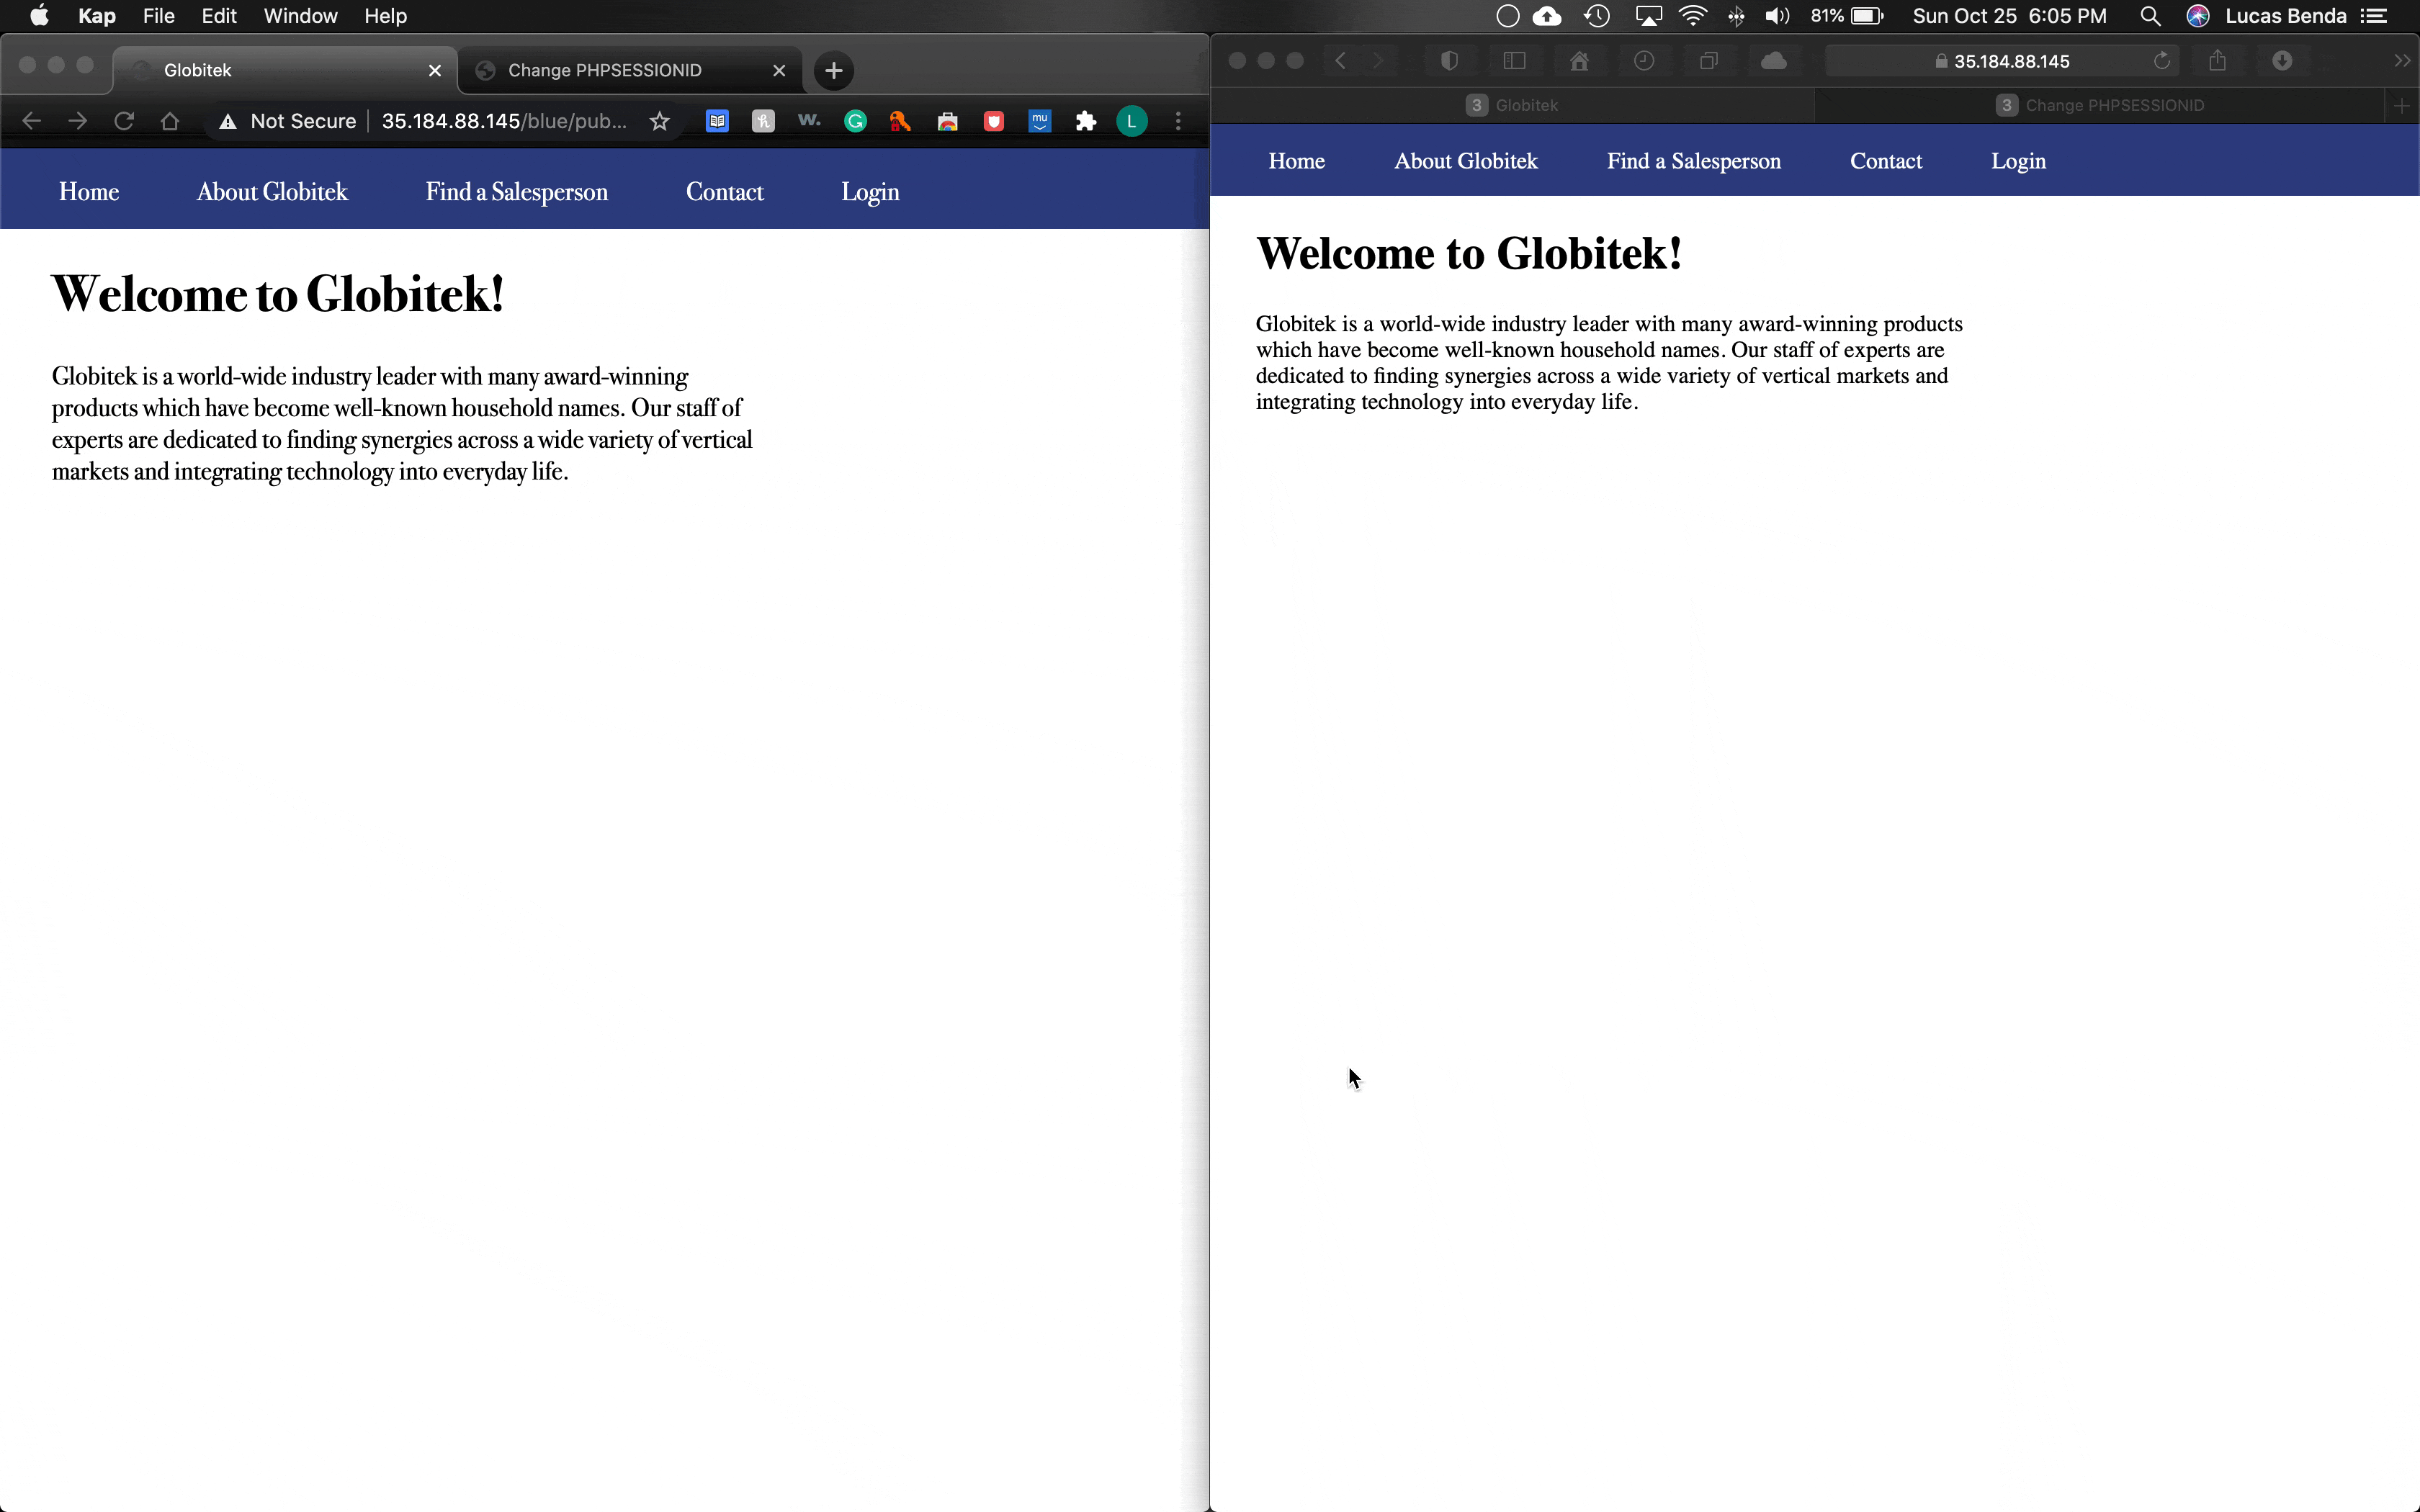 Kap File Edit Window Help
81% Sun Oct 25 6:05 PM Lucas Benda
Globitek
Change PHPSESSIONID
Not Secure 35.184.88.145/blue/pub...
W. G mu L
Home About Globitek Find a Salesperson Contact Login
Welcome to Globitek!
Globitek is a world-wide industry leader with many award-winning
products which have become well-known household names. Our staff of
experts are dedicated to finding synergies across a wide variety of vertical
markets and integrating technology into everyday life.
35.184.88.145
3 Globitek
3 Change PHPSESSIONID
Home About Globitek Find a Salesperson Contact Login
Welcome to Globitek!
Globitek is a world-wide industry leader with many award-winning products
which have become well-known household names. Our staff of experts are
dedicated to finding synergies across a wide variety of vertical markets and
integrating technology into everyday life.